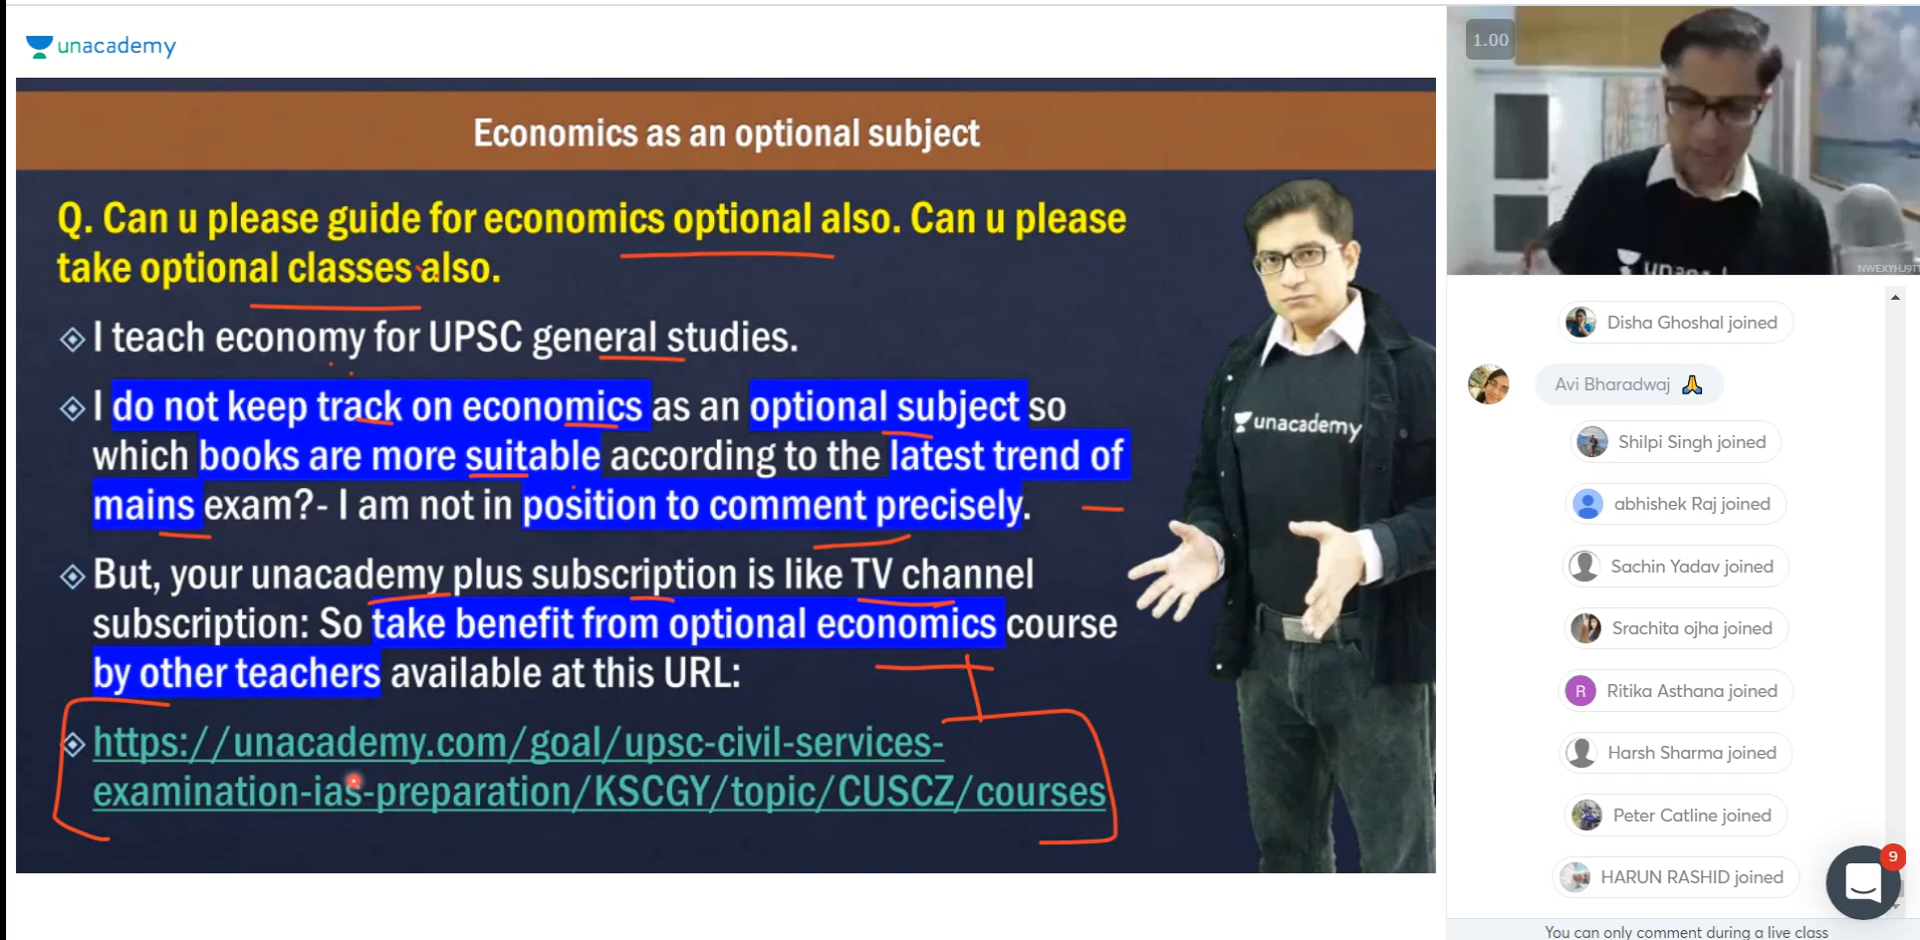 unacademy
Economics as an optional subject
Q. Can u please guide for economics optional also. Can u please
take optional classes also.
I teach economy for UPSC general studies.
I do not keep track on economics as an optional subject so
which books are more suitable according to the latest trend of
mains exam?- I am not in position to comment precisely.
But, your unacademy plus subscription is like TV channel
subscription: So take benefit from optional economics course
by other teachers available at this URL:
https://unacademy.com/goal/upsc-civil-services-
examination-ias-preparation/KSCGY/topic/CUSCZ/courses
unacademy
1.00
Disha Ghoshal joined
Avi Bharadwaj 🙏
Shilpi Singh joined
abhishek Raj joined
Sachin Yadav joined
Srachita ojha joined
R Ritika Asthana joined
Harsh Sharma joined
Peter Catline joined
HARUN RASHID joined
9
You can only comment during a live class